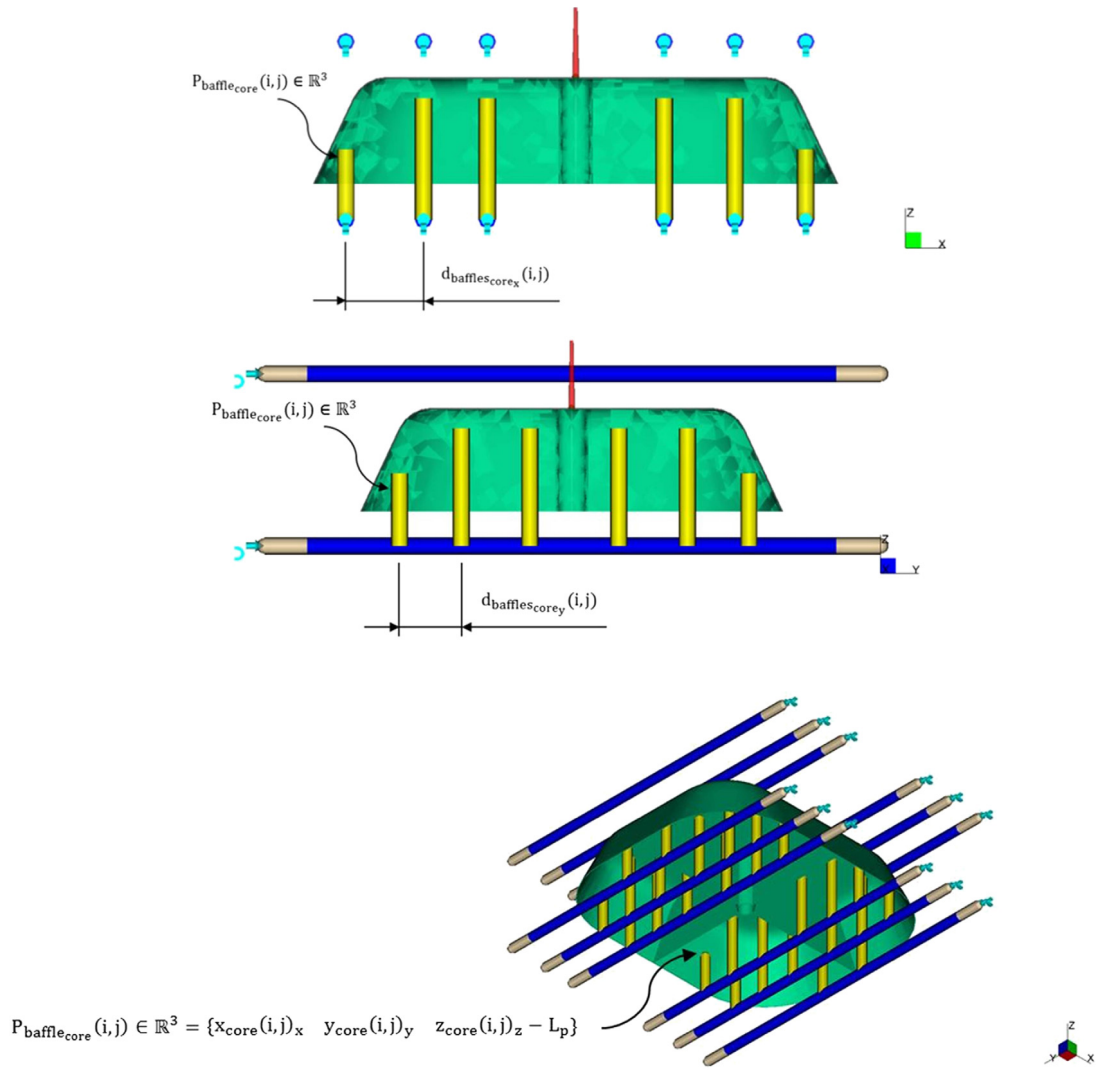 P_baffle_core(i,j) ∈ ℝ³
d_baffles_core_x(i,j)
Z
X
P_baffle_core(i,j) ∈ ℝ³
Z
Y
d_baffles_core_y(i,j)
P_baffle_core(i,j) ∈ ℝ³ = {x_core(i,j)_x y_core(i,j)_y z_core(i,j)_z − L_p}
Z
Y
X